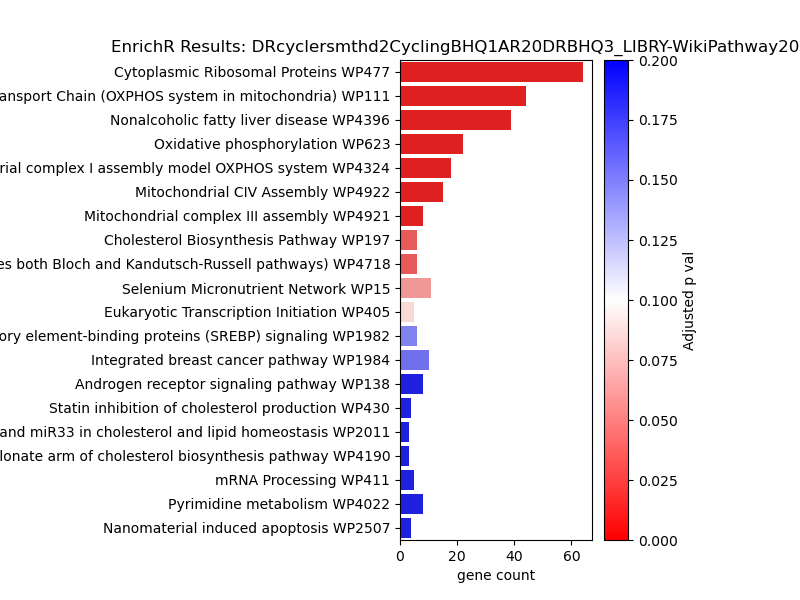 EnrichR Results: DRcyclersmthd2CyclingBHQ1AR20DRBHQ3_LIBRY-WikiPathway20
Cytoplasmic Ribosomal Proteins WP477
ansport Chain (OXPHOS system in mitochondria) WP111
Nonalcoholic fatty liver disease WP4396
Oxidative phosphorylation WP623
rial complex I assembly model OXPHOS system WP4324
Mitochondrial CIV Assembly WP4922
Mitochondrial complex III assembly WP4921
Cholesterol Biosynthesis Pathway WP197
es both Bloch and Kandutsch-Russell pathways) WP4718
Selenium Micronutrient Network WP15
Eukaryotic Transcription Initiation WP405
ory element-binding proteins (SREBP) signaling WP1982
Integrated breast cancer pathway WP1984
Androgen receptor signaling pathway WP138
Statin inhibition of cholesterol production WP430
and miR33 in cholesterol and lipid homeostasis WP2011
lonate arm of cholesterol biosynthesis pathway WP4190
mRNA Processing WP411
Pyrimidine metabolism WP4022
Nanomaterial induced apoptosis WP2507
0 20 40 60
gene count
0.200
0.175
0.150
0.125
0.100
0.075
0.050
0.025
0.000
Adjusted p val